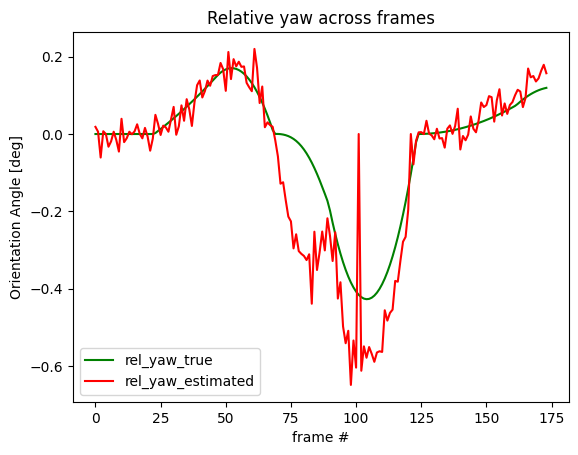 Relative yaw across frames
Orientation Angle [deg]
0.2
0.0
−0.2
−0.4
−0.6
rel_yaw_true
rel_yaw_estimated
0 25 50 75 100 125 150 175
frame #